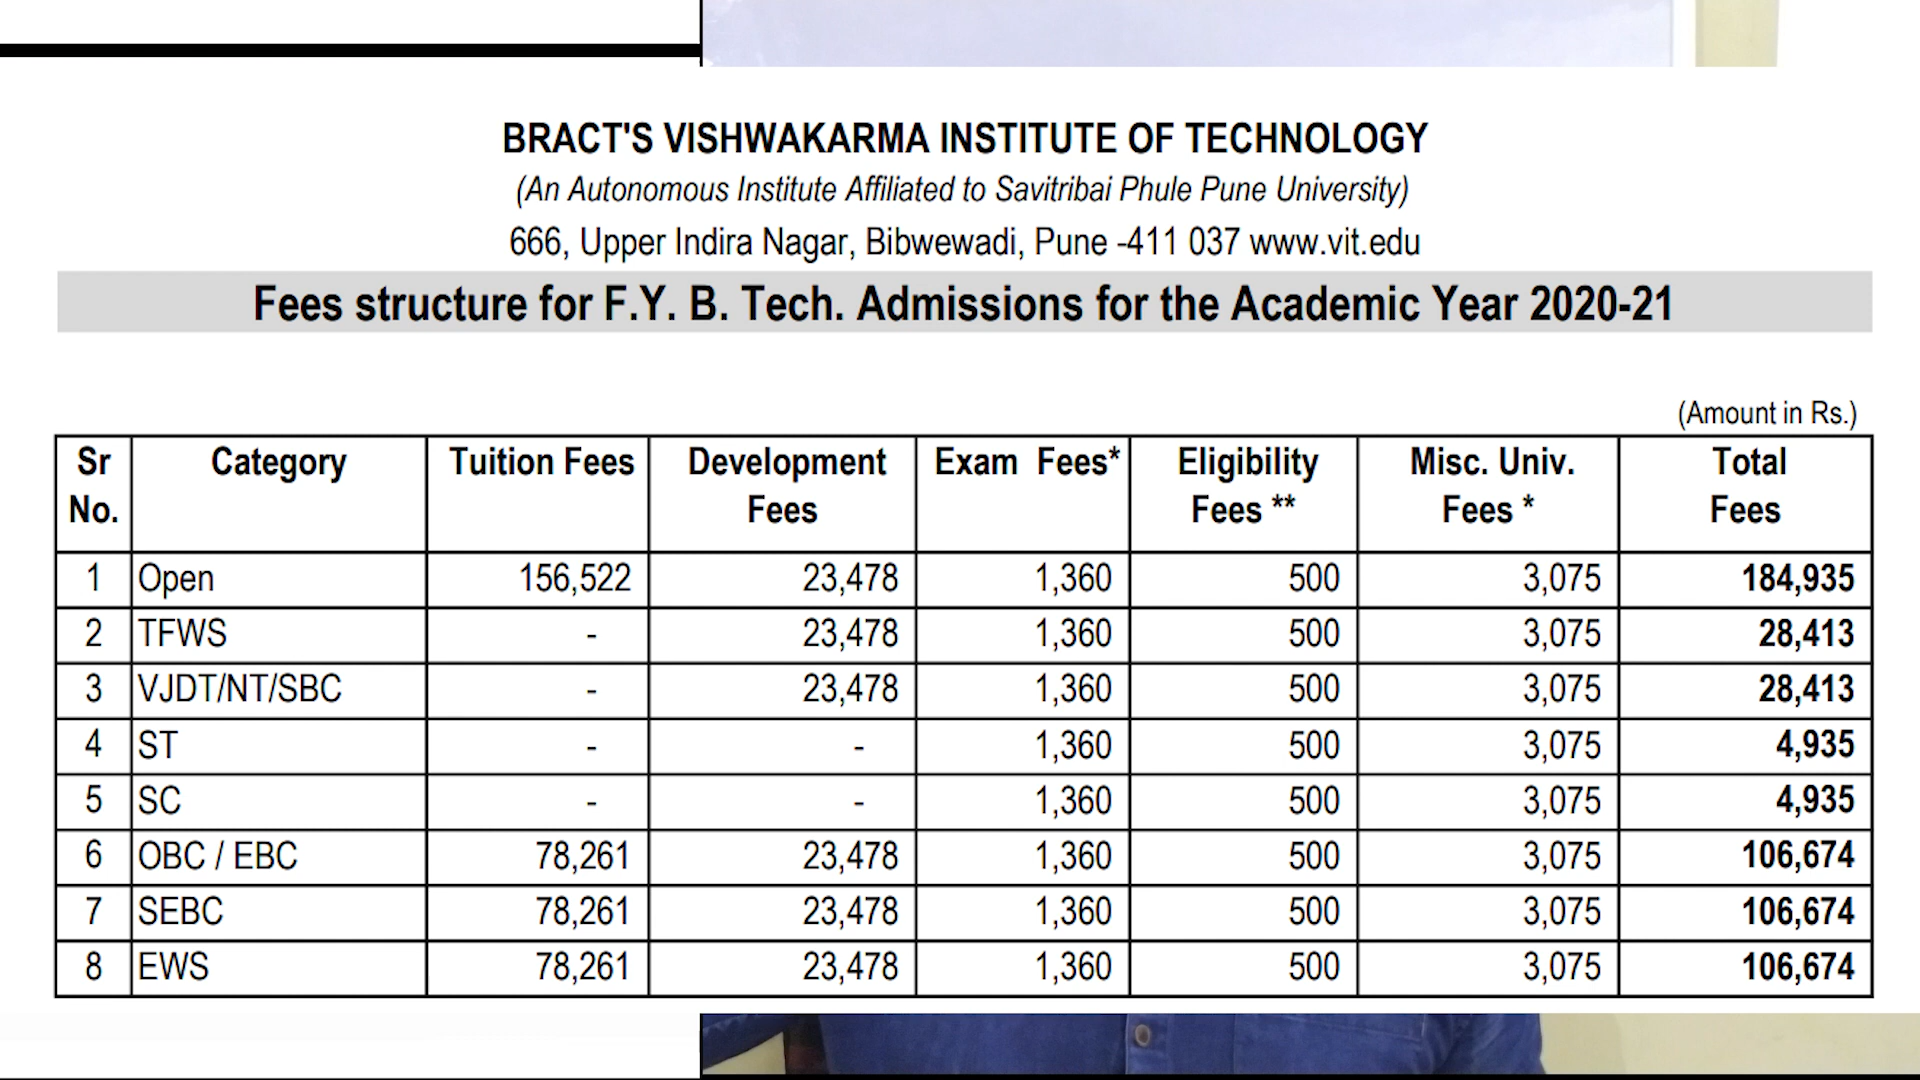 BRACT'S VISHWAKARMA INSTITUTE OF TECHNOLOGY
(An Autonomous Institute Affiliated to Savitribai Phule Pune University)
666, Upper Indira Nagar, Bibwewadi, Pune -411 037 www.vit.edu
Fees structure for F.Y. B. Tech. Admissions for the Academic Year 2020-21
(Amount in Rs.)
Sr No. Category Tuition Fees Development Fees Exam Fees* Eligibility Fees ** Misc. Univ. Fees * Total Fees
1 Open 156,522 23,478 1,360 500 3,075 184,935
2 TFWS - 23,478 1,360 500 3,075 28,413
3 VJDT/NT/SBC - 23,478 1,360 500 3,075 28,413
4 ST - - 1,360 500 3,075 4,935
5 SC - - 1,360 500 3,075 4,935
6 OBC / EBC 78,261 23,478 1,360 500 3,075 106,674
7 SEBC 78,261 23,478 1,360 500 3,075 106,674
8 EWS 78,261 23,478 1,360 500 3,075 106,674